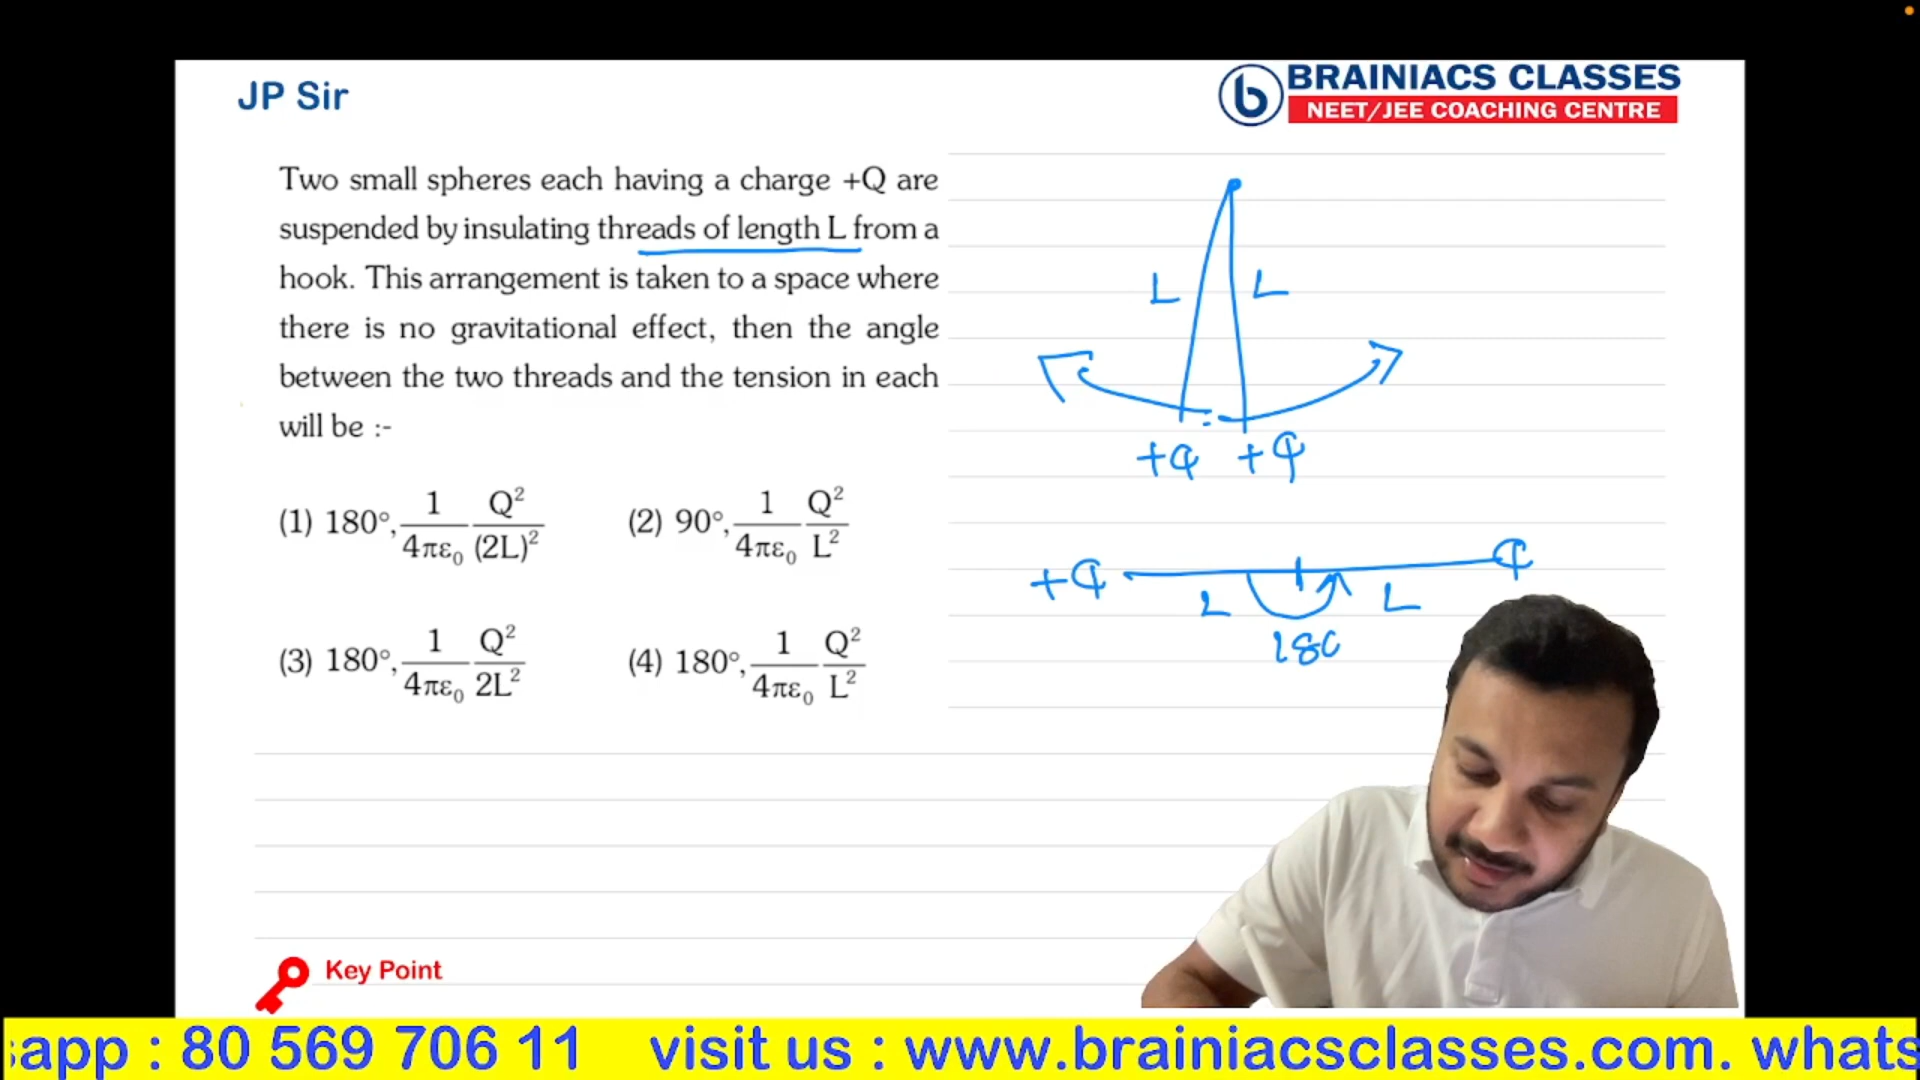 JP Sir
BRAINIACS CLASSES
NEET/JEE COACHING CENTRE
Two small spheres each having a charge +Q are
suspended by insulating threads of length L from a
hook. This arrangement is taken to a space where
there is no gravitational effect, then the angle
between the two threads and the tension in each
will be :-
(1) 180°, 1/4πε₀ Q²/(2L)²
(2) 90°, 1/4πε₀ Q²/L²
(3) 180°, 1/4πε₀ Q²/2L²
(4) 180°, 1/4πε₀ Q²/L²
L L
+Q +Q
+Q Q
L L
180
Key Point
app : 80 569 706 11 visit us : www.brainiacsclasses.com. whats